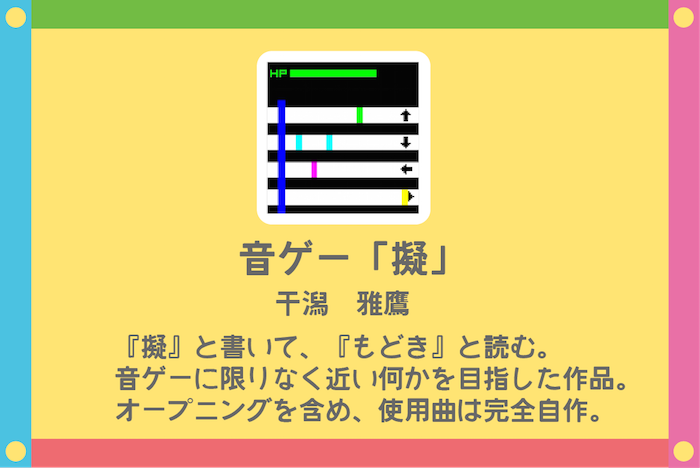 HP
音ゲー「擬」
干潟　雅鷹
『擬』と書いて、『もどき』と読む。
音ゲーに限りなく近い何かを目指した作品。
オープニングを含め、使用曲は完全自作。